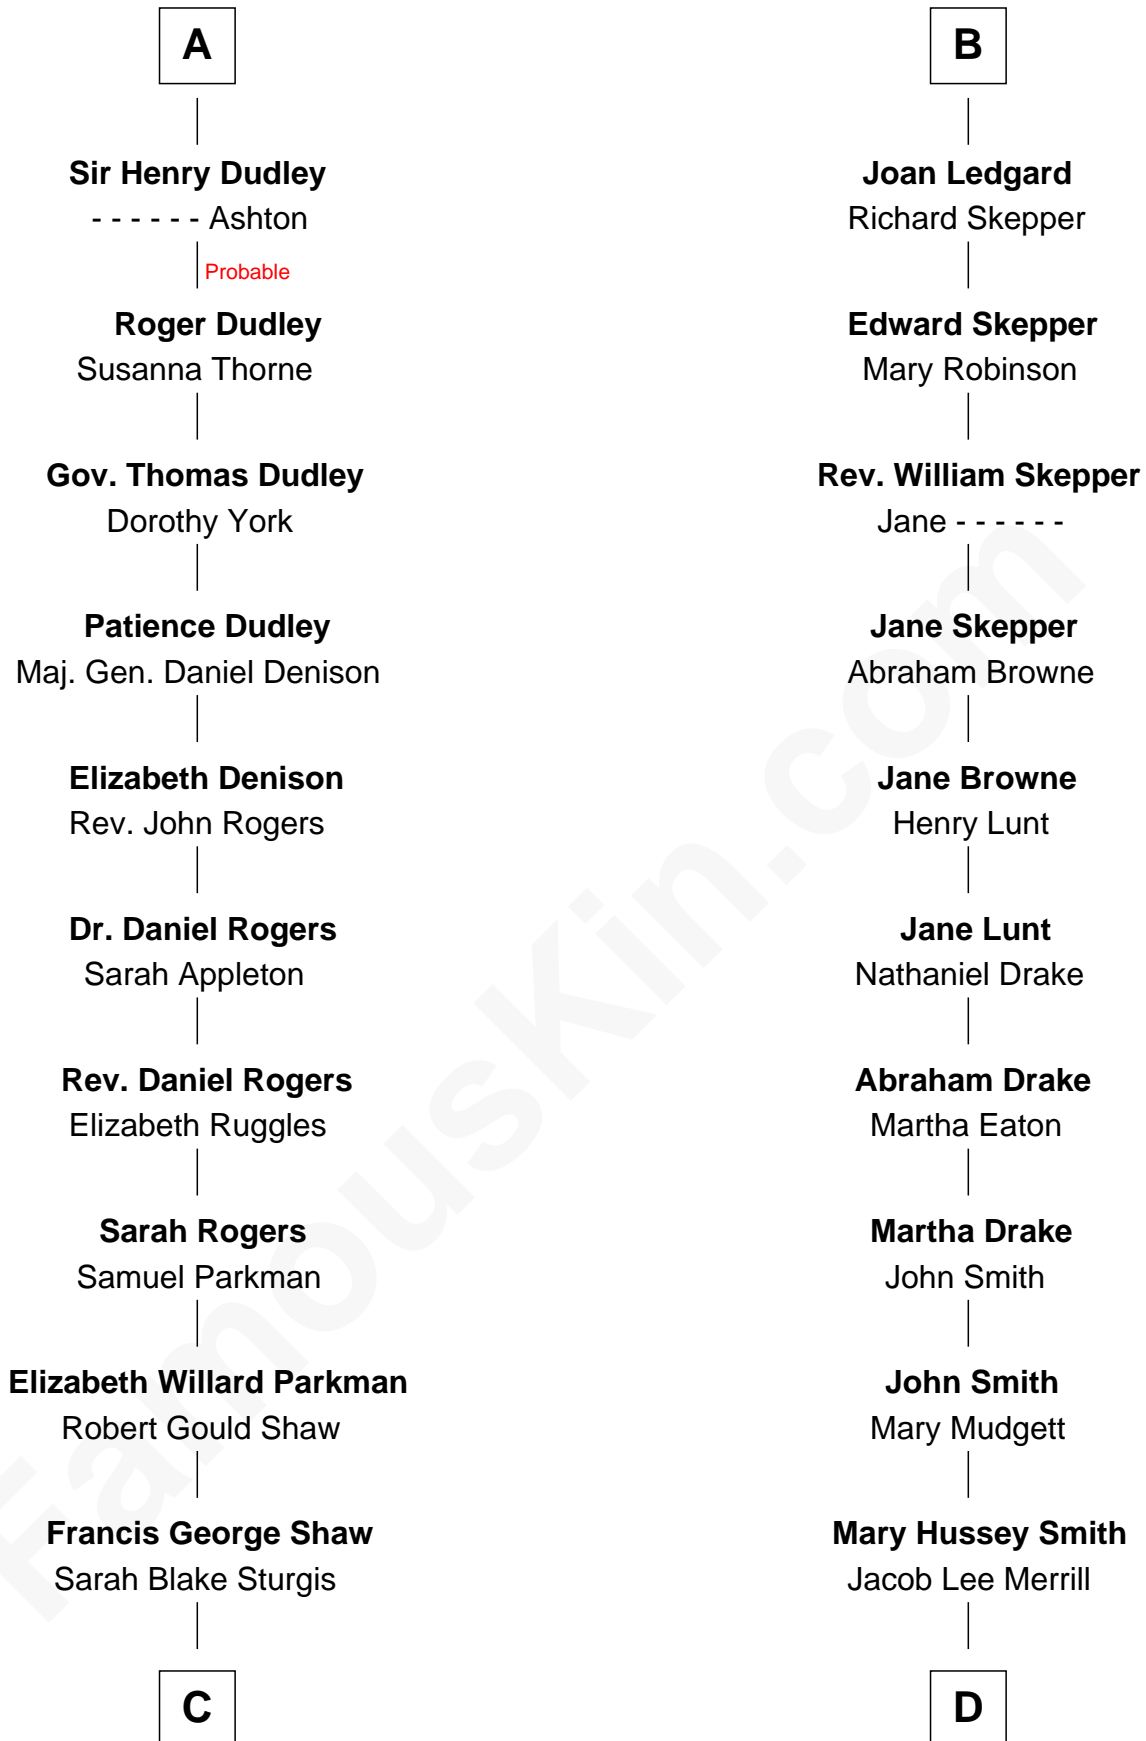 A
Sir Henry Dudley
- - - - - - Ashton
Probable
Roger Dudley
Susanna Thorne
Gov. Thomas Dudley
Dorothy York
Patience Dudley
Maj. Gen. Daniel Denison
Elizabeth Denison
Rev. John Rogers
Dr. Daniel Rogers
Sarah Appleton
Rev. Daniel Rogers
Elizabeth Ruggles
Sarah Rogers
Samuel Parkman
Elizabeth Willard Parkman
Robert Gould Shaw
Francis George Shaw
Sarah Blake Sturgis
C
B
Joan Ledgard
Richard Skepper
Edward Skepper
Mary Robinson
Rev. William Skepper
Jane - - - - - -
Jane Skepper
Abraham Browne
Jane Browne
Henry Lunt
Jane Lunt
Nathaniel Drake
Abraham Drake
Martha Eaton
Martha Drake
John Smith
John Smith
Mary Mudgett
Mary Hussey Smith
Jacob Lee Merrill
D
FamousKin.com